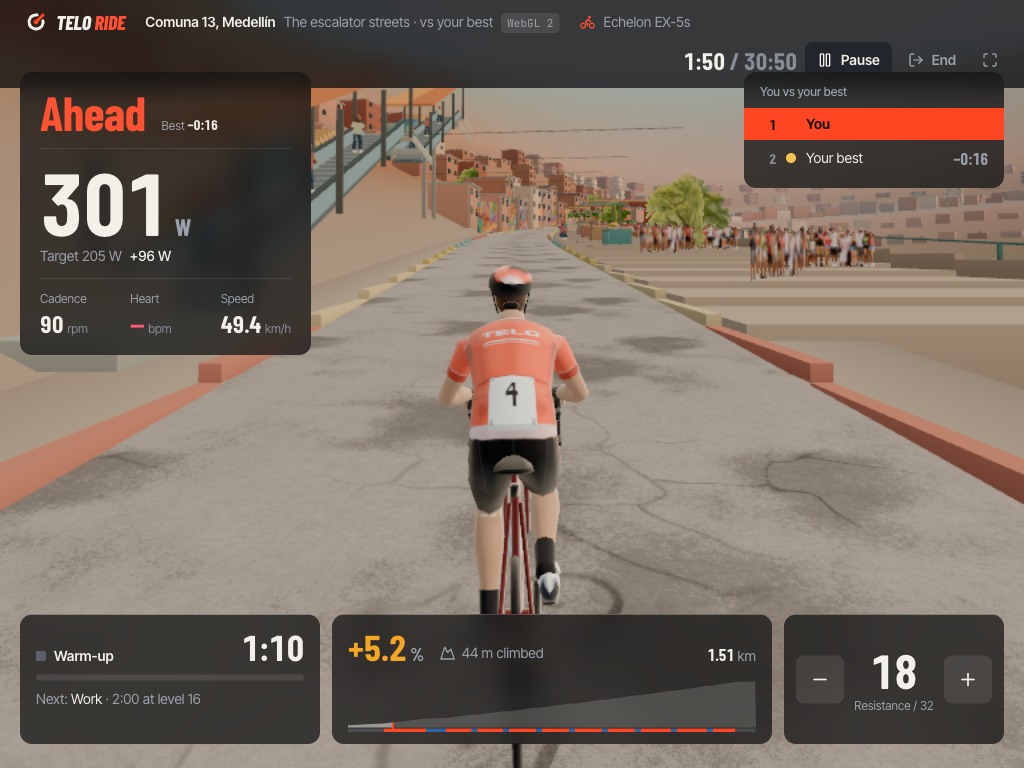 TELO RIDE Comuna 13, Medellín The escalator streets · vs your best WebGL 2 Echelon EX-5s
1:50 / 30:50 Pause End
Ahead Best −0:16
301 W
Target 205 W +96 W
Cadence Heart Speed
90 rpm – bpm 49.4 km/h
You vs your best
1 You
2 Your best −0:16
TELO
4
Warm-up 1:10
Next: Work · 2:00 at level 16
+5.2 % 44 m climbed 1.51 km
− 18 +
Resistance / 32